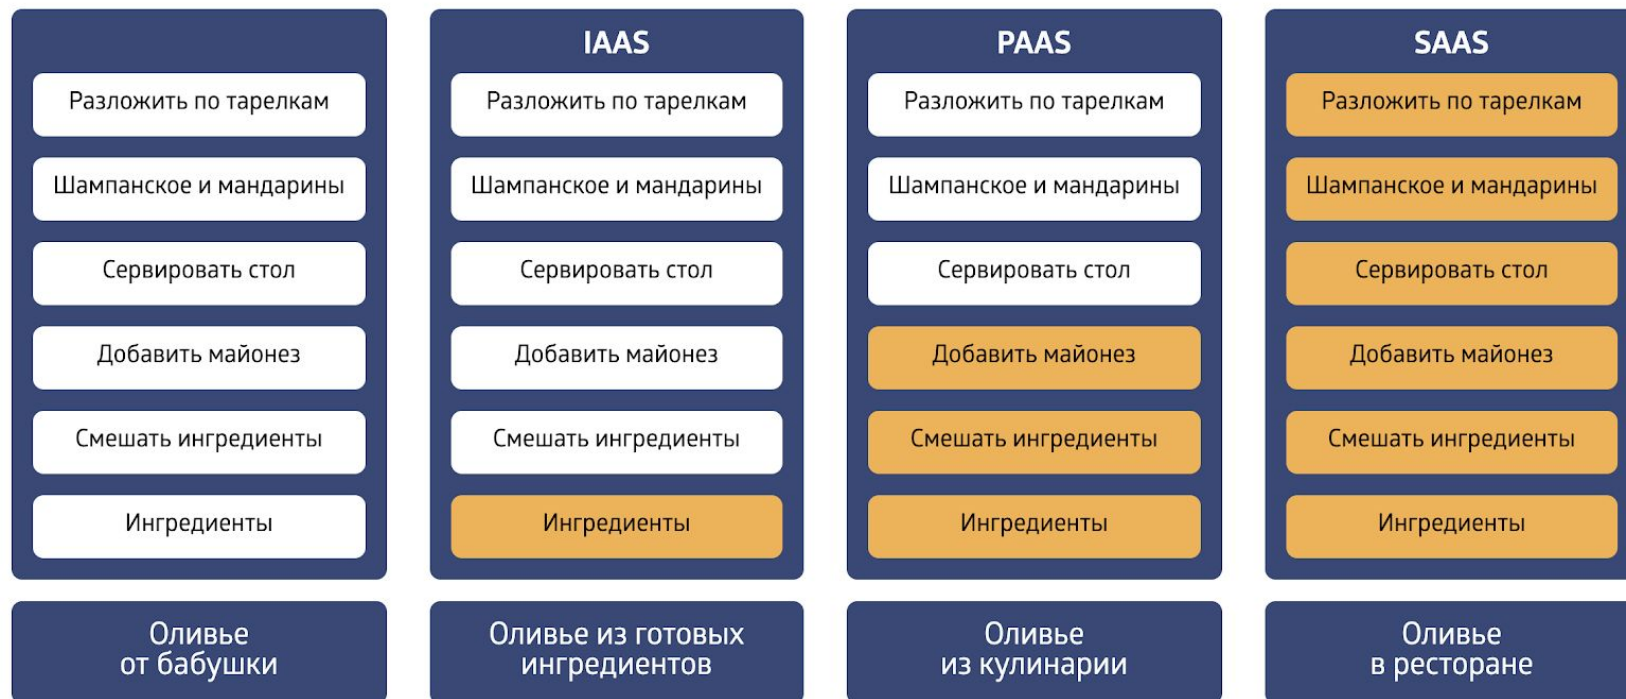 Разложить по тарелкам
Шампанское и мандарины
Сервировать стол
Добавить майонез
Смешать ингредиенты
Ингредиенты
Оливье
от бабушки
IAAS
Разложить по тарелкам
Шампанское и мандарины
Сервировать стол
Добавить майонез
Смешать ингредиенты
Ингредиенты
Оливье из готовых
ингредиентов
PAAS
Разложить по тарелкам
Шампанское и мандарины
Сервировать стол
Добавить майонез
Смешать ингредиенты
Ингредиенты
Оливье
из кулинарии
SAAS
Разложить по тарелкам
Шампанское и мандарины
Сервировать стол
Добавить майонез
Смешать ингредиенты
Ингредиенты
Оливье
в ресторане